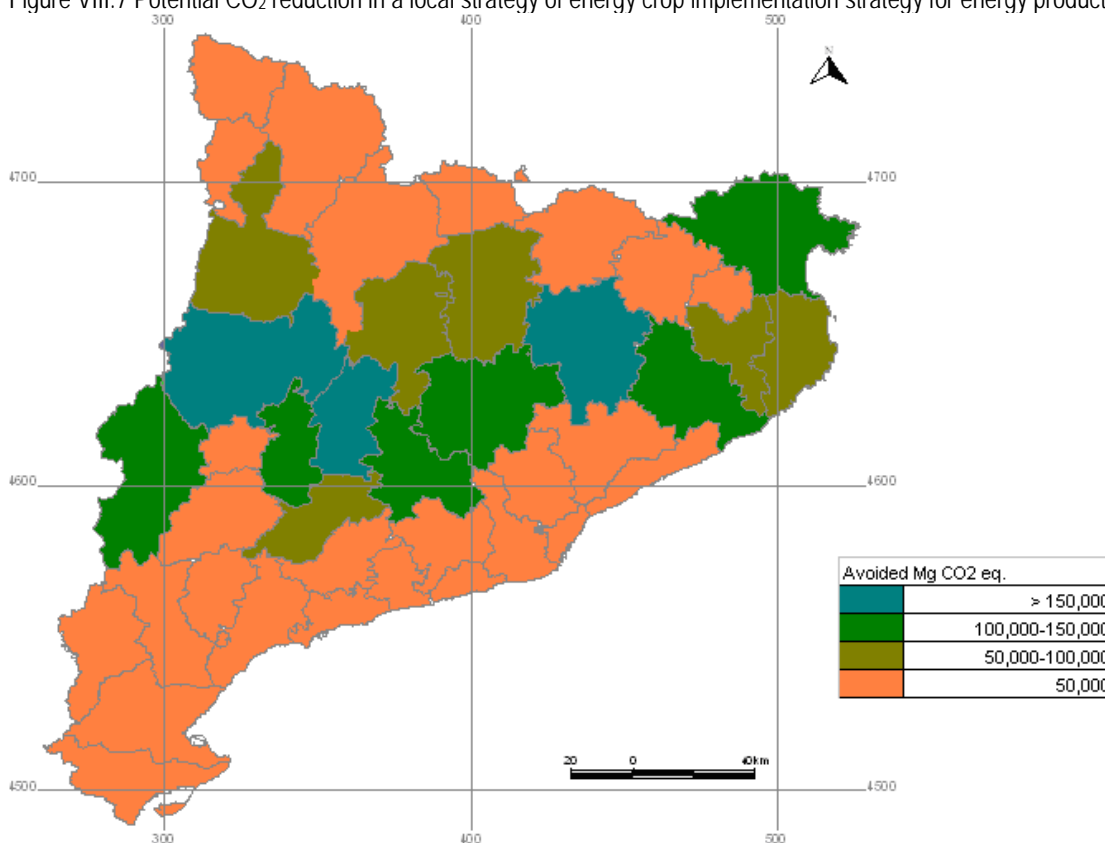 Figure VIII.7 Potential CO2 reduction in a local strategy of energy crop implementation strategy for energy product
300 400 500
N
4700 4700
4600 4600
Avoided Mg CO2 eq.
> 150,000
100,000-150,000
50,000-100,000
50,000
20 0 40km
4500 4500
300 400 500